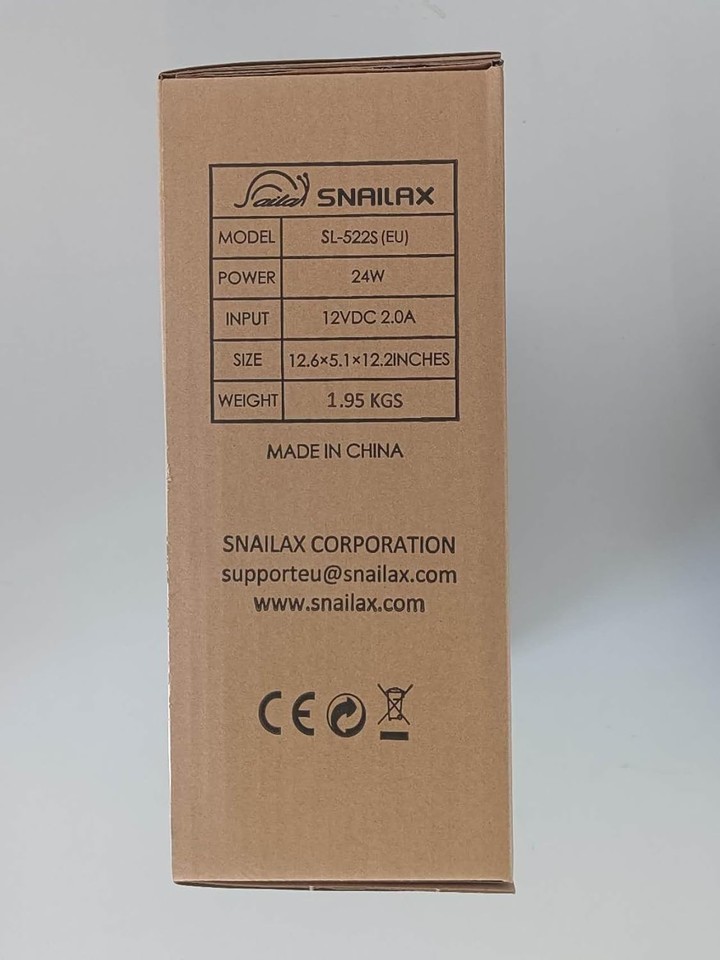 Snailax SNAILAX
MODEL SL-522S (EU)
POWER 24W
INPUT 12VDC 2.0A
SIZE 12.6×5.1×12.2INCHES
WEIGHT 1.95 KGS
MADE IN CHINA
SNAILAX CORPORATION
supporteu@snailax.com
www.snailax.com
CE